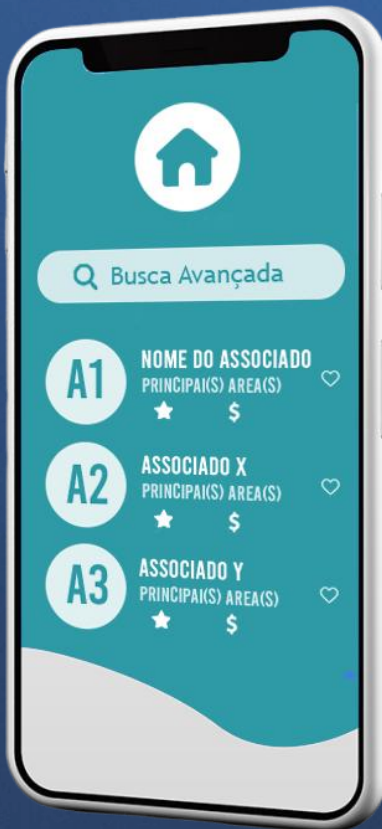 Busca Avançada
A1
NOME DO ASSOCIADO
PRINCIPAI(S) AREA(S)
$
A2
ASSOCIADO X
PRINCIPAI(S) AREA(S)
$
A3
ASSOCIADO Y
PRINCIPAI(S) AREA(S)
$